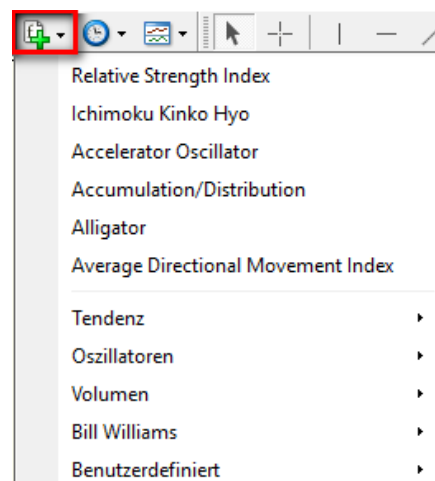 Relative Strength Index
Ichimoku Kinko Hyo
Accelerator Oscillator
Accumulation/Distribution
Alligator
Average Directional Movement Index
Tendenz
Oszillatoren
Volumen
Bill Williams
Benutzerdefiniert